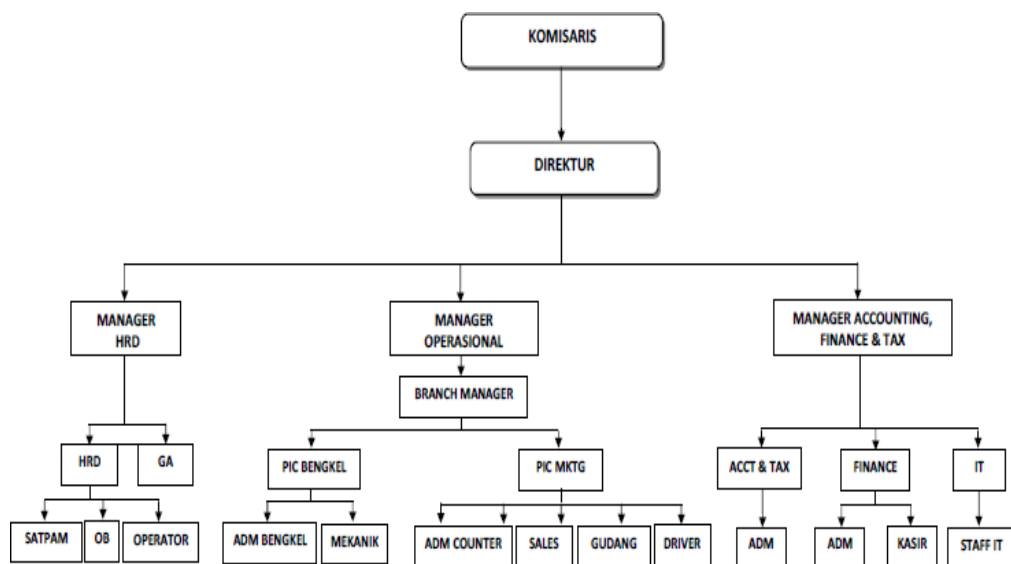 KOMISARIS
DIREKTUR
MANAGER
HRD
MANAGER
OPERASIONAL
MANAGER ACCOUNTING,
FINANCE & TAX
BRANCH MANAGER
HRD
GA
PIC BENGKEL
PIC MKTG
ACCT & TAX
FINANCE
IT
SATPAM
OB
OPERATOR
ADM BENGKEL
MEKANIK
ADM COUNTER
SALES
GUDANG
DRIVER
ADM
ADM
KASIR
STAFF IT